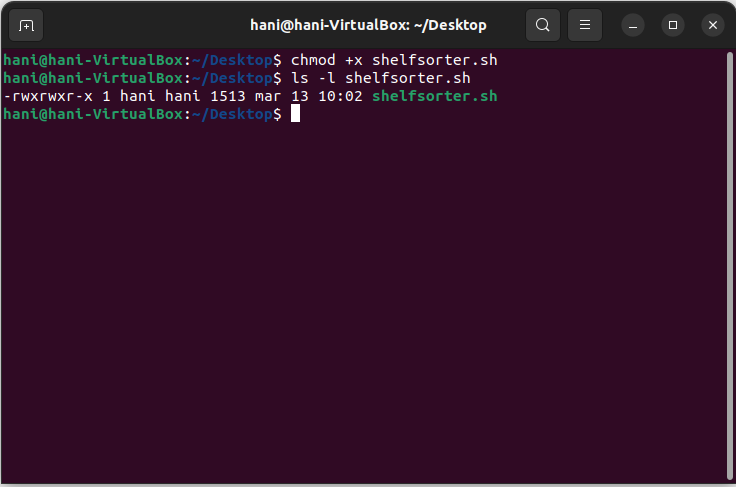 hani@hani-VirtualBox: ~/Desktop
hani@hani-VirtualBox:~/Desktop$ chmod +x shelfsorter.sh
hani@hani-VirtualBox:~/Desktop$ ls -l shelfsorter.sh
-rwxrwxr-x 1 hani hani 1513 mar 13 10:02 shelfsorter.sh
hani@hani-VirtualBox:~/Desktop$